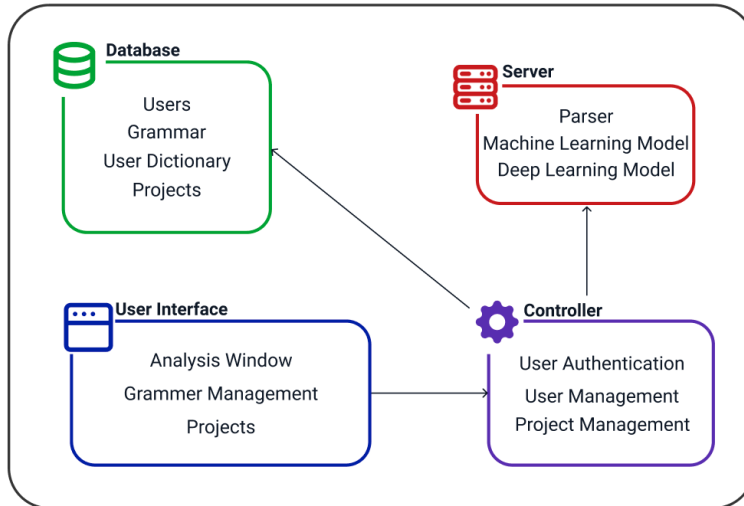 Database
Users
Grammar
User Dictionary
Projects
Server
Parser
Machine Learning Model
Deep Learning Model
User Interface
Analysis Window
Grammer Management
Projects
Controller
User Authentication
User Management
Project Management